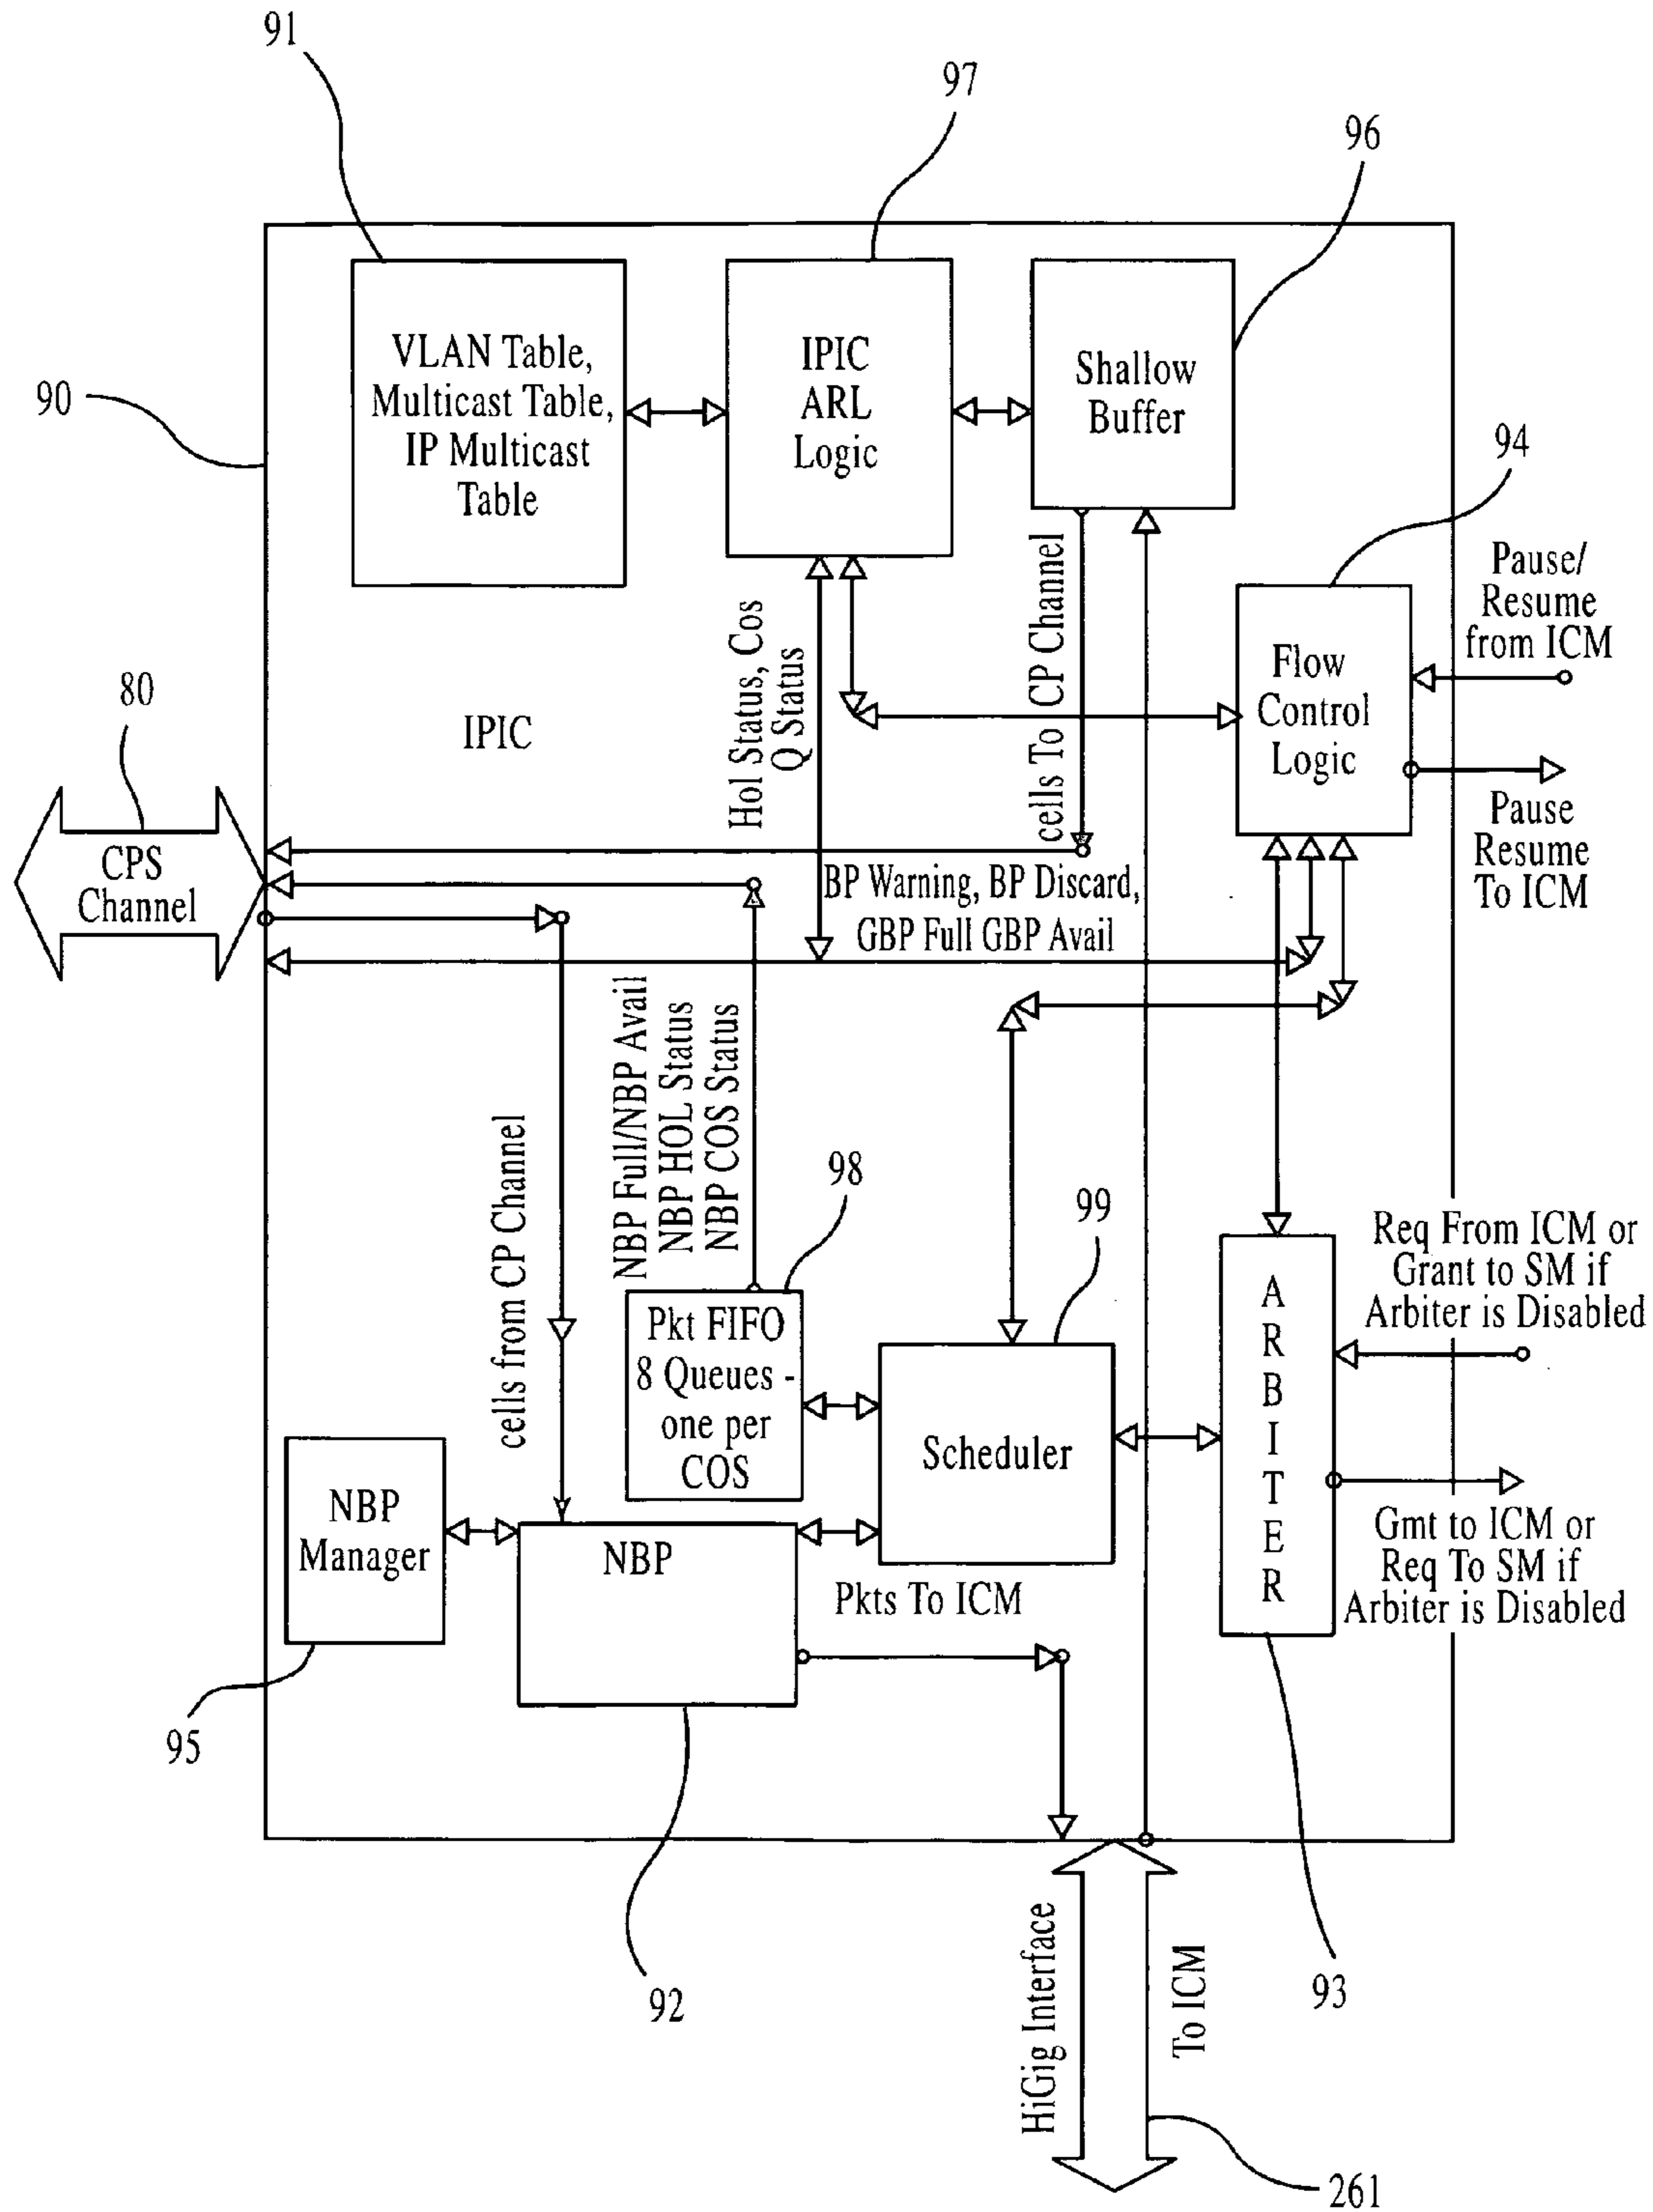 91
97
96
90
VLAN Table,
Multicast Table,
IP Multicast
Table
IPIC
ARL
Logic
Shallow
Buffer
94
Pause/
Resume
from ICM
Flow
Control
Logic
Pause
Resume
To ICM
80
CPS
Channel
IPIC
Hol Status, Cos
Q Status
cells To CP Channel
BP Warning, BP Discard,
GBP Full GBP Avail
cells from CP Channel
NBP Full/NBP Avail
NBP HOL Status
NBP COS Status
98
99
Pkt FIFO
8 Queues -
one per
COS
Scheduler
ARBITER
Req From ICM or
Grant to SM if
Arbiter is Disabled
Gmt to ICM or
Req To SM if
Arbiter is Disabled
NBP
Manager
NBP
Pkts To ICM
95
92
93
HiGig Interface
To ICM
261